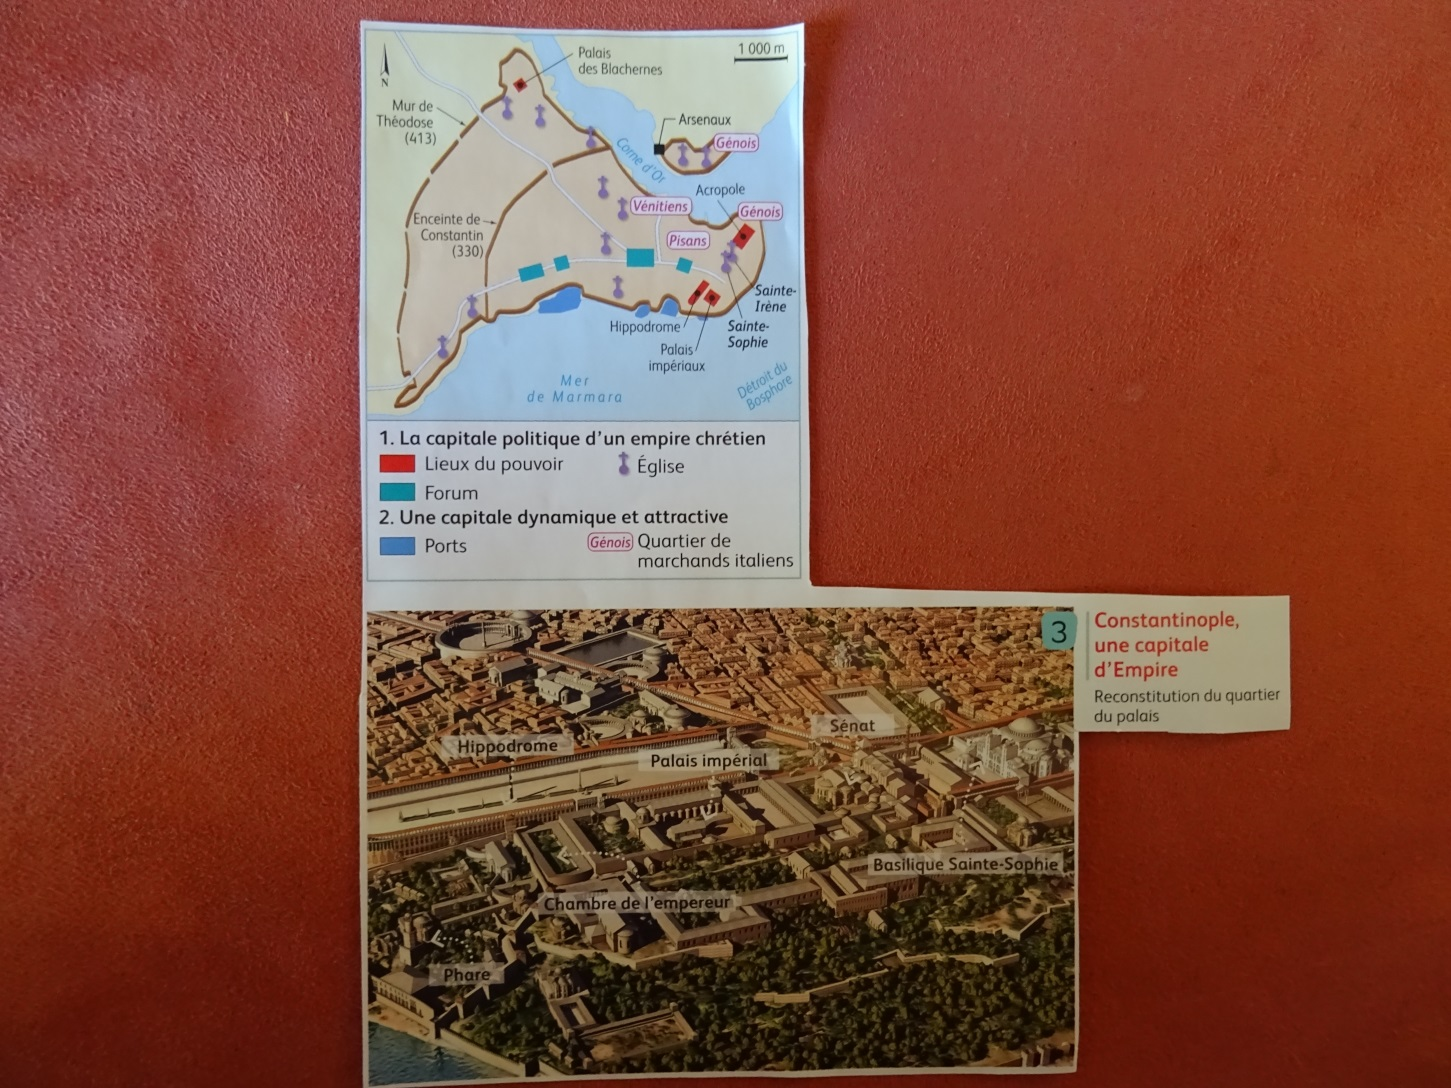 1 000 m
N
Palais
des Blachernes
Mur de
Théodose
(413)
Arsenaux
Génois
Corne d'Or
Acropole
Vénitiens
Génois
Enceinte de
Constantin
(330)
Pisans
Sainte-
Irène
Hippodrome
Sainte-
Sophie
Palais
impériaux
Mer
de Marmara
Détroit du
Bosphore
1. La capitale politique d'un empire chrétien
Lieux du pouvoir
Église
Forum
2. Une capitale dynamique et attractive
Ports
Génois
Quartier de
marchands italiens
3
Constantinople,
une capitale
d'Empire
Reconstitution du quartier
du palais
Sénat
Hippodrome
Palais impérial
Basilique Sainte-Sophie
Chambre de l'empereur
Phare